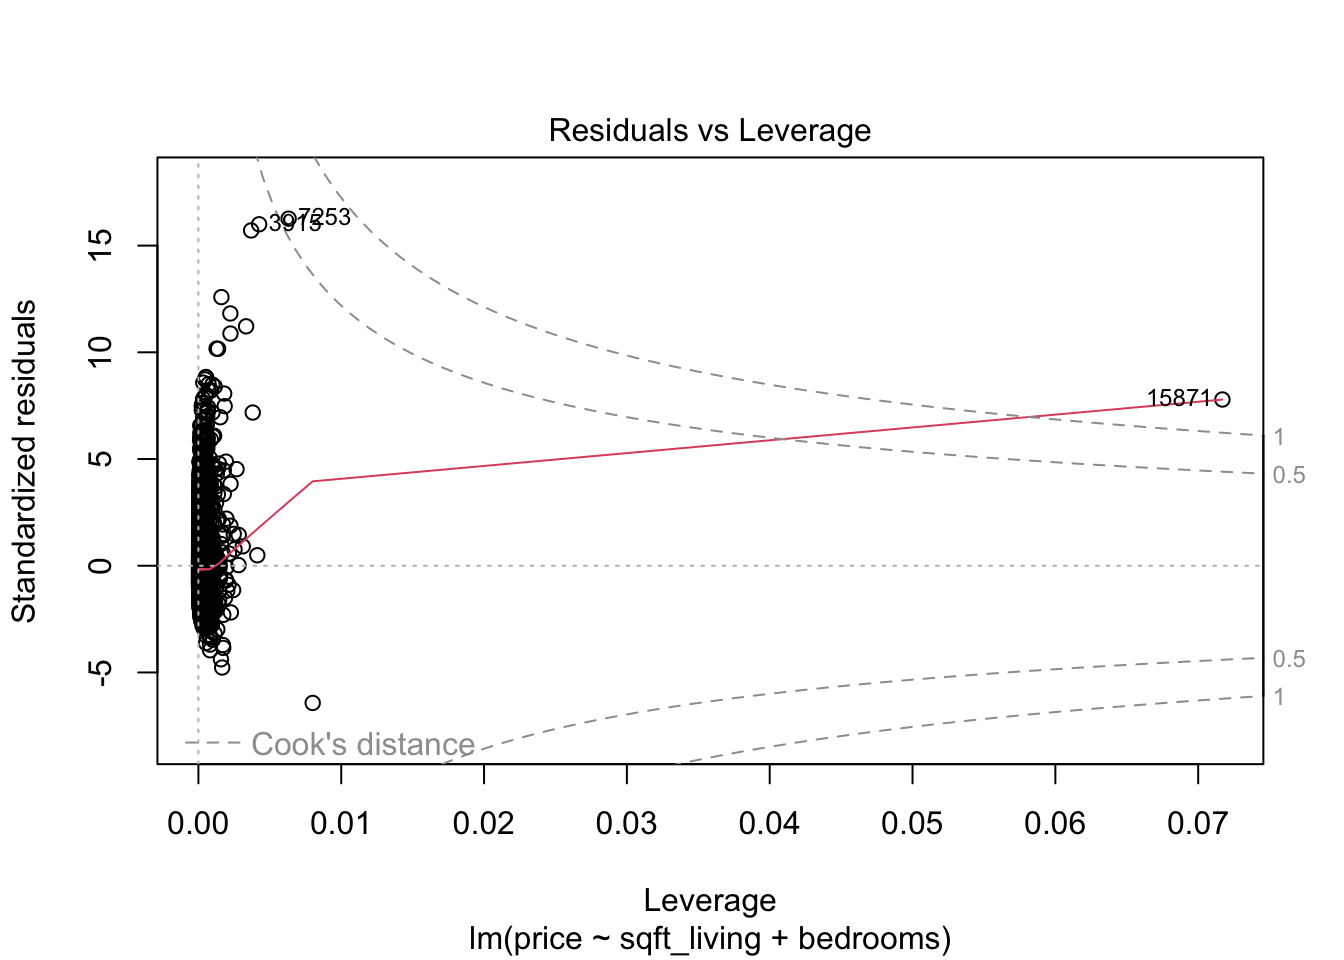 Residuals vs Leverage
Standardized residuals
15
10
5
0
-5
3915
7253
15871
1
0.5
0.5
1
Cook's distance
0.00 0.01 0.02 0.03 0.04 0.05 0.06 0.07
Leverage
lm(price ~ sqft_living + bedrooms)